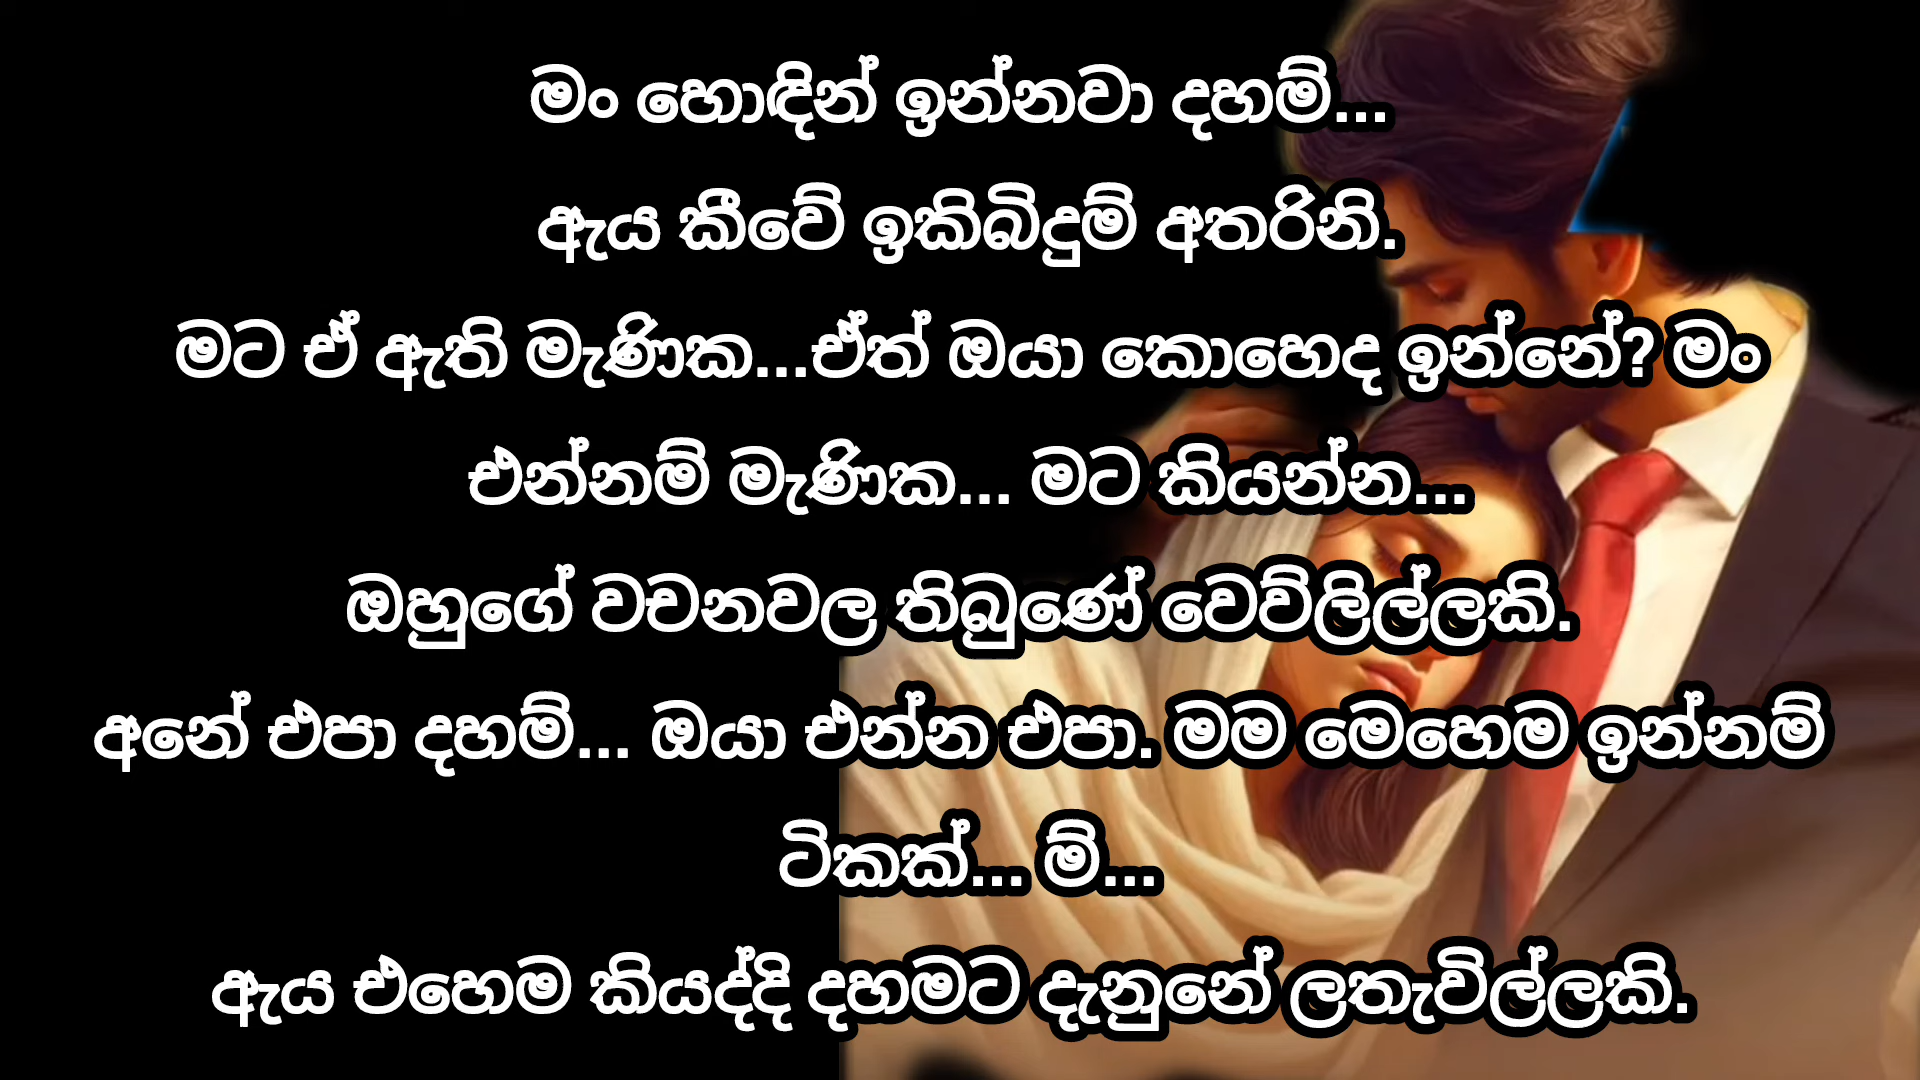 මං හොඳින් ඉන්නවා දහම්...
ඇය කීවේ ඉකිබිඳුම් අතරිනි.
මට ඒ ඇති මැණික...ඒත් ඔයා කොහෙද ඉන්නේ? මං
එන්නම් මැණික... මට කියන්න...
ඔහුගේ වචනවල තිබුණේ වෙව්ලිල්ලකි.
අනේ එපා දහම්... ඔයා එන්න එපා. මම මෙහෙම ඉන්නම්
ටිකක්... ම්...
ඇය එහෙම කියද්දි දහමට දැනුනේ ලතැවිල්ලකි.